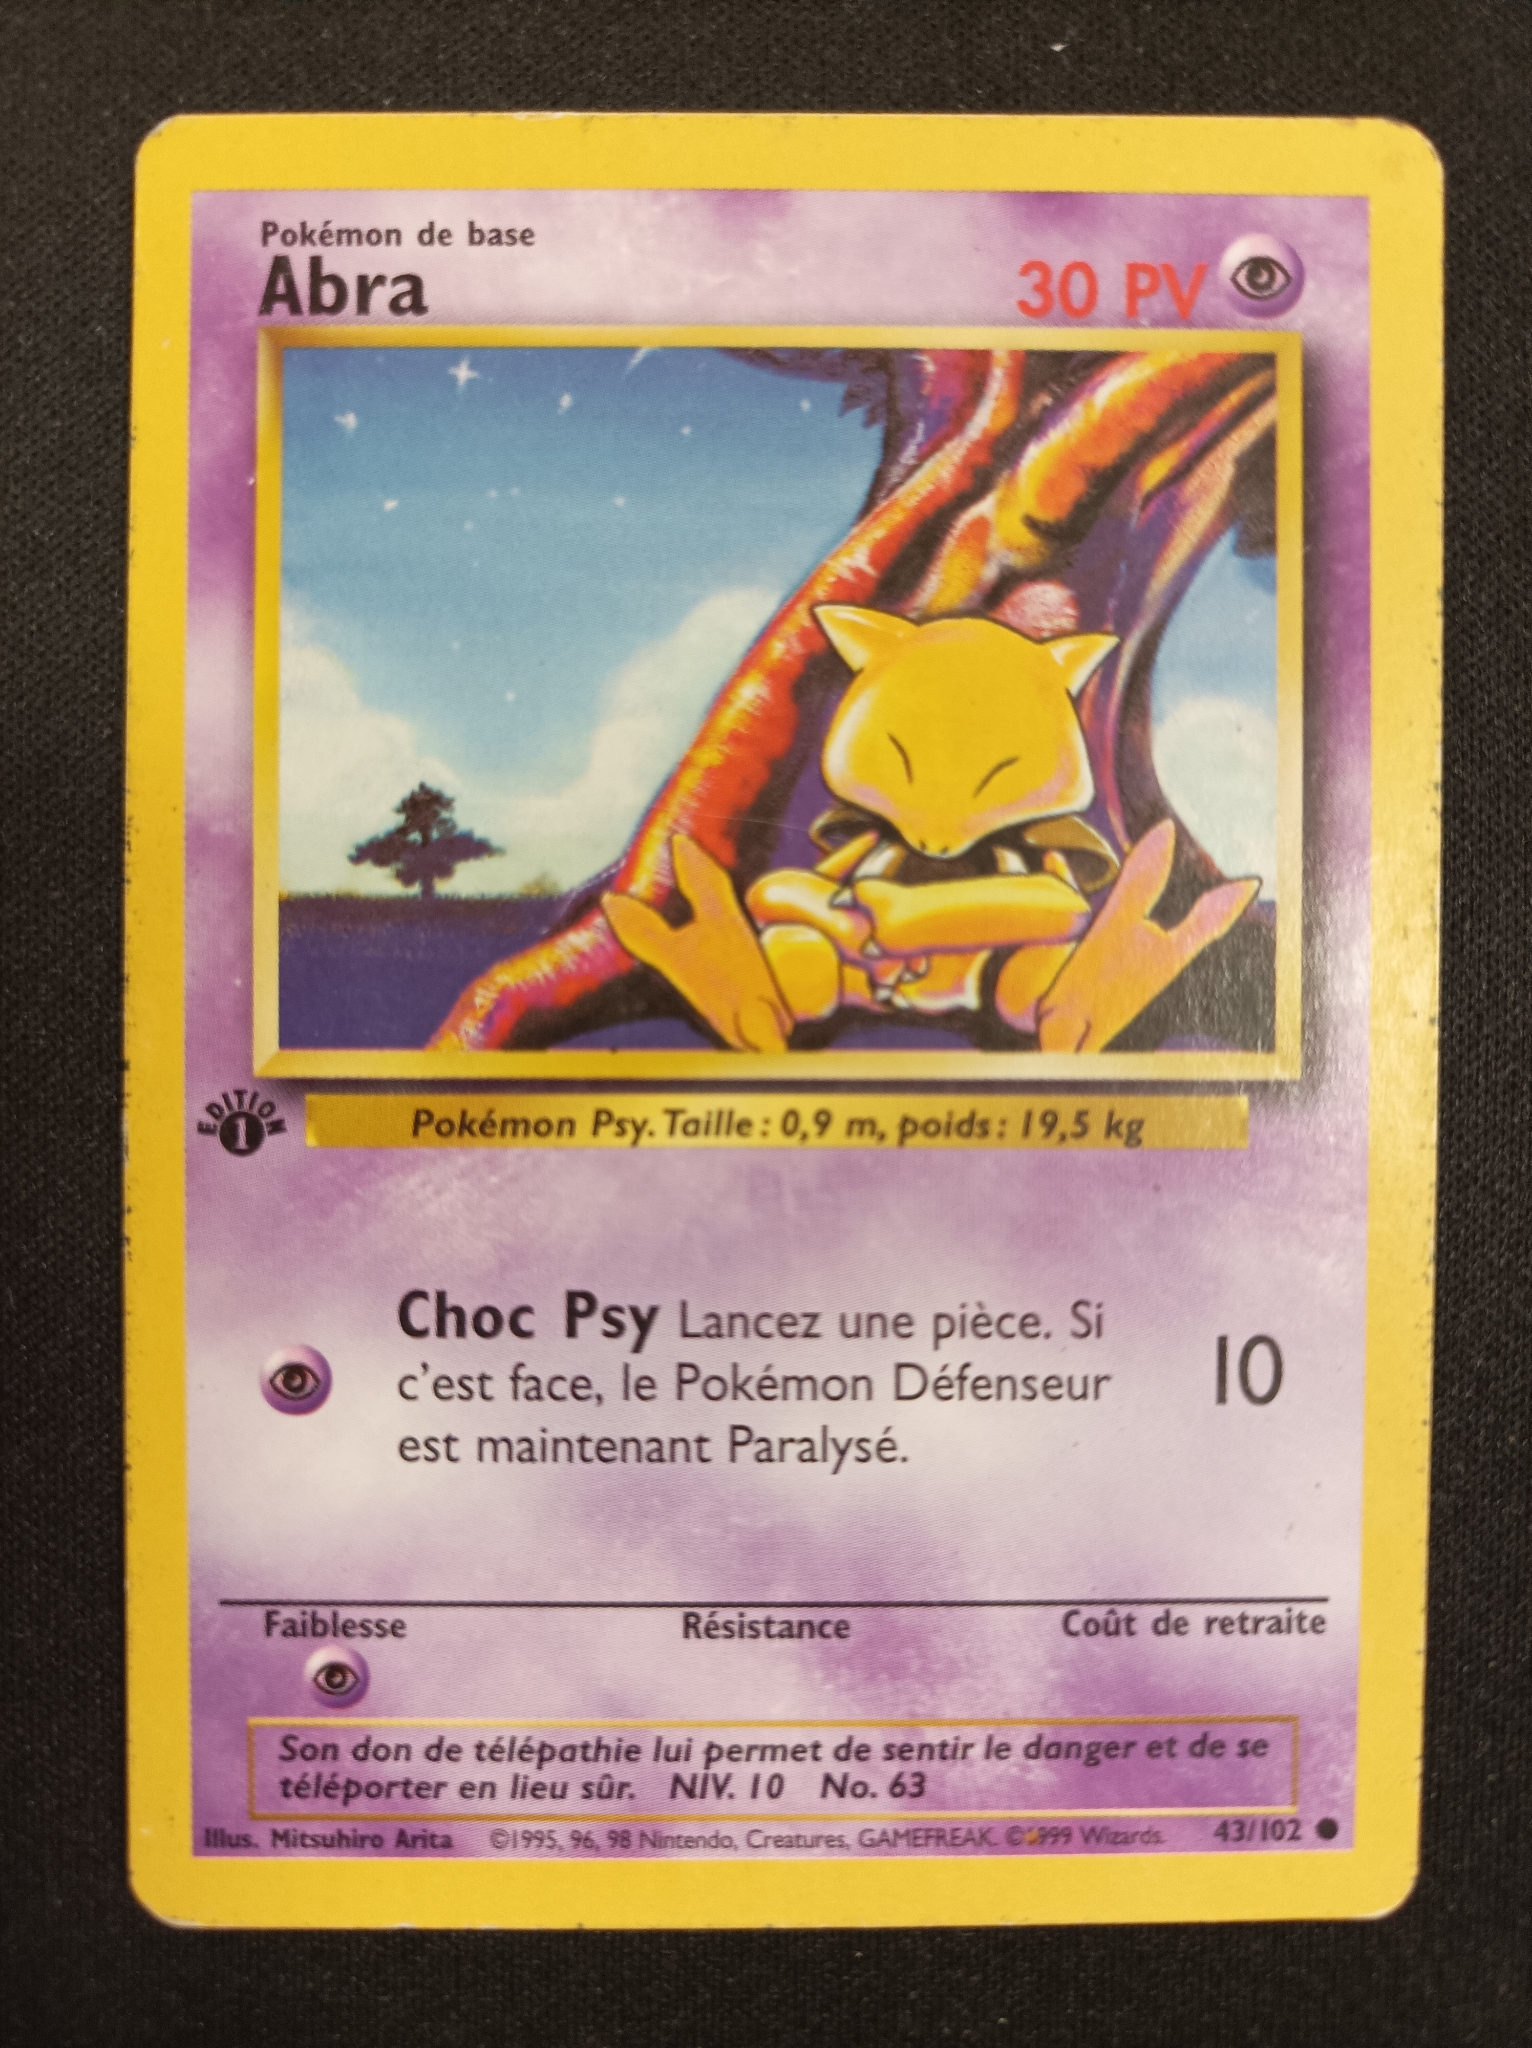 Pokémon de base
Abra 30 PV
EDITION 1
Pokémon Psy. Taille : 0,9 m, poids : 19,5 kg
Choc Psy Lancez une pièce. Si
c'est face, le Pokémon Défenseur
est maintenant Paralysé.
10
Faiblesse Résistance Coût de retraite
Son don de télépathie lui permet de sentir le danger et de se
téléporter en lieu sûr. NIV. 10 No. 63
Illus. Mitsuhiro Arita ©1995, 96, 98 Nintendo, Creatures, GAMEFREAK. ©1999 Wizards. 43/102